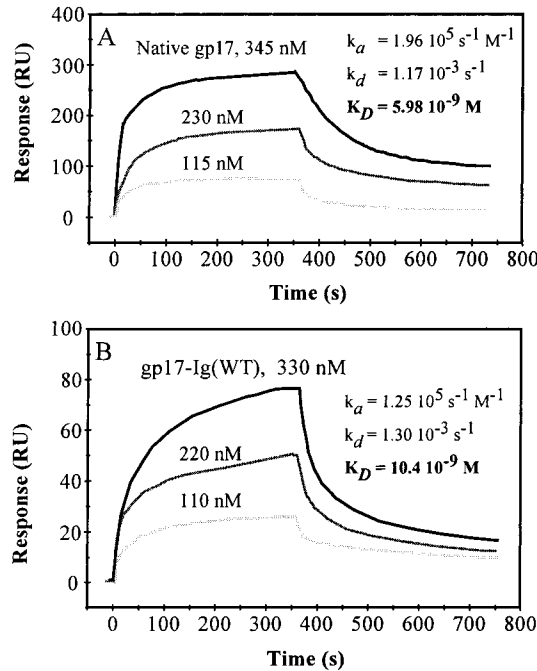 A
Native gp17, 345 nM
k_a = 1.96 10^5 s^-1 M^-1
k_d = 1.17 10^-3 s^-1
K_D = 5.98 10^-9 M
230 nM
115 nM
Response (RU)
400
300
200
100
0
0 100 200 300 400 500 600 700 800
Time (s)
B
gp17-Ig(WT), 330 nM
k_a = 1.25 10^5 s^-1 M^-1
k_d = 1.30 10^-3 s^-1
K_D = 10.4 10^-9 M
220 nM
110 nM
Response (RU)
100
80
60
40
20
0
0 100 200 300 400 500 600 700 800
Time (s)